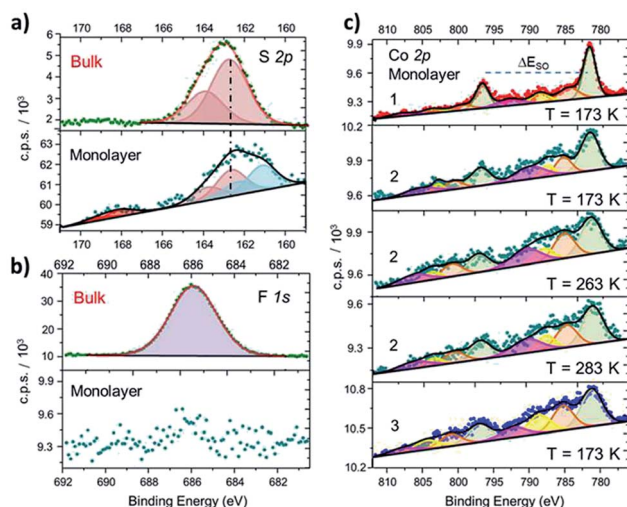 a)
170 168 166 164 162 160
6
5
4
3
2
Bulk
S 2p
c.p.s. / 10³
63
62
61
60
59
Monolayer
170 168 166 164 162 160
b)
692 690 688 686 684 682
40
30
20
10
Bulk
F 1s
c.p.s. / 10³
9.9
9.6
9.3
Monolayer
692 690 688 686 684 682
Binding Energy (eV)
c)
810 805 800 795 790 785 780
9.9
9.6
9.3
Co 2p
Monolayer
ΔESO
1
T = 173 K
10.2
9.9
9.6
2
T = 173 K
c.p.s. / 10³
9.9
9.6
2
T = 263 K
9.6
9.3
2
T = 283 K
10.8
10.5
10.2
3
T = 173 K
810 805 800 795 790 785 780
Binding Energy (eV)